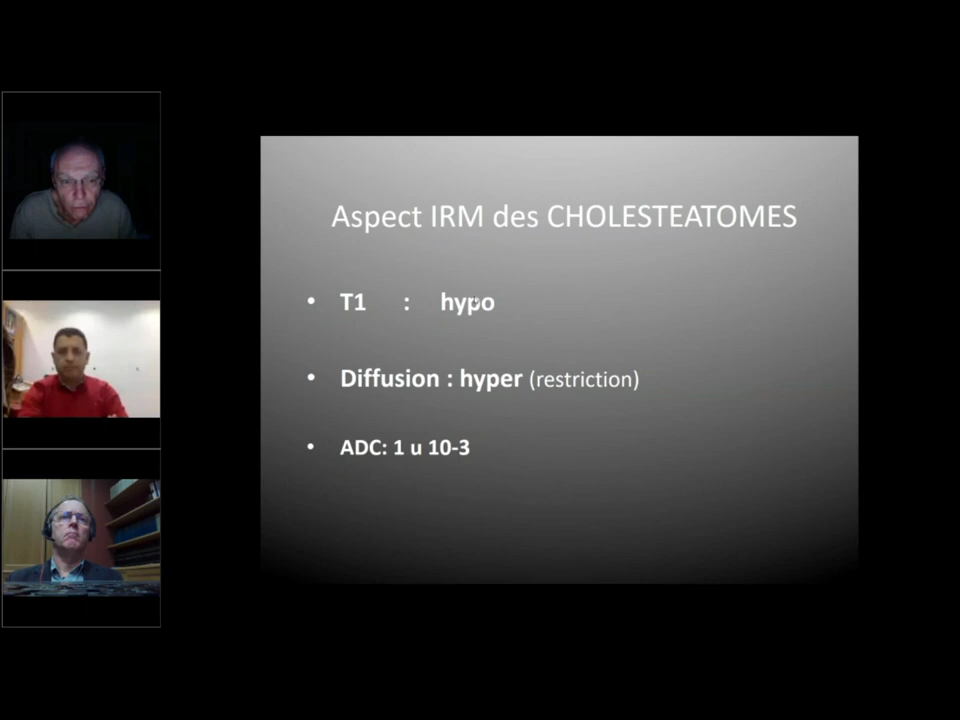 Aspect IRM des CHOLESTEATOMES
• T1 : hypo
• Diffusion : hyper (restriction)
• ADC: 1 u 10-3